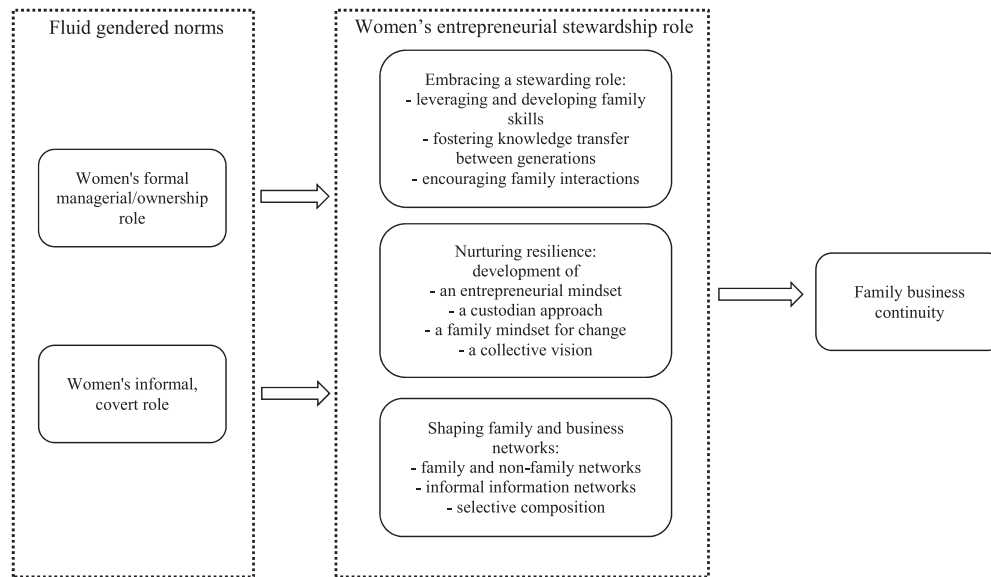 Fluid gendered norms
Women's formal
managerial/ownership
role
Women's informal,
covert role
Women’s entrepreneurial stewardship role
Embracing a stewarding role:
- leveraging and developing family
skills
- fostering knowledge transfer
between generations
- encouraging family interactions
Nurturing resilience:
development of
- an entrepreneurial mindset
- a custodian approach
- a family mindset for change
- a collective vision
Shaping family and business
networks:
- family and non-family networks
- informal information networks
- selective composition
Family business
continuity